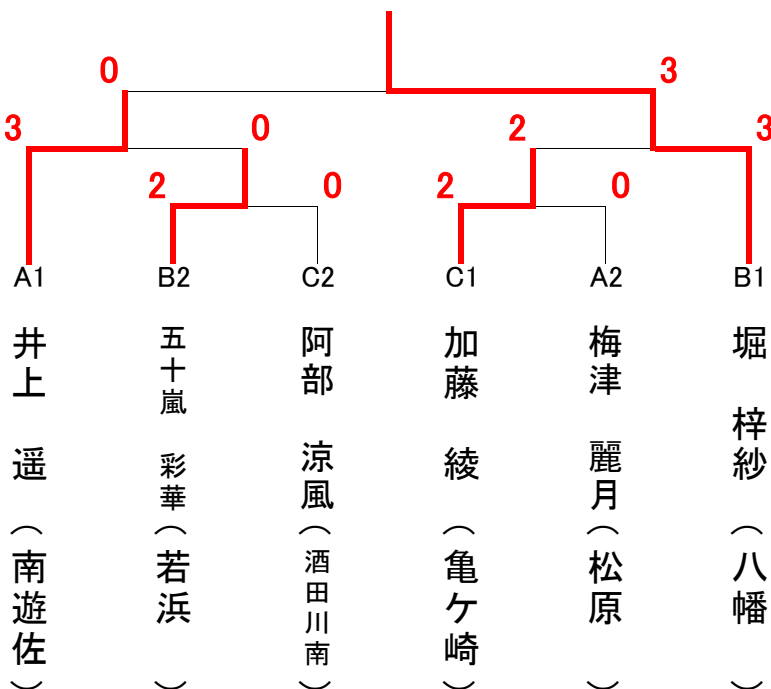 0 3
3 0 2 3
2 0 2 0
A1 B2 C2 C1 A2 B1
井上 遥（南遊佐）
五十嵐 彩華（若浜）
阿部 涼風（酒田川南）
加藤 綾（亀ケ崎）
梅津 麗月（松原）
堀 梓紗（八幡）